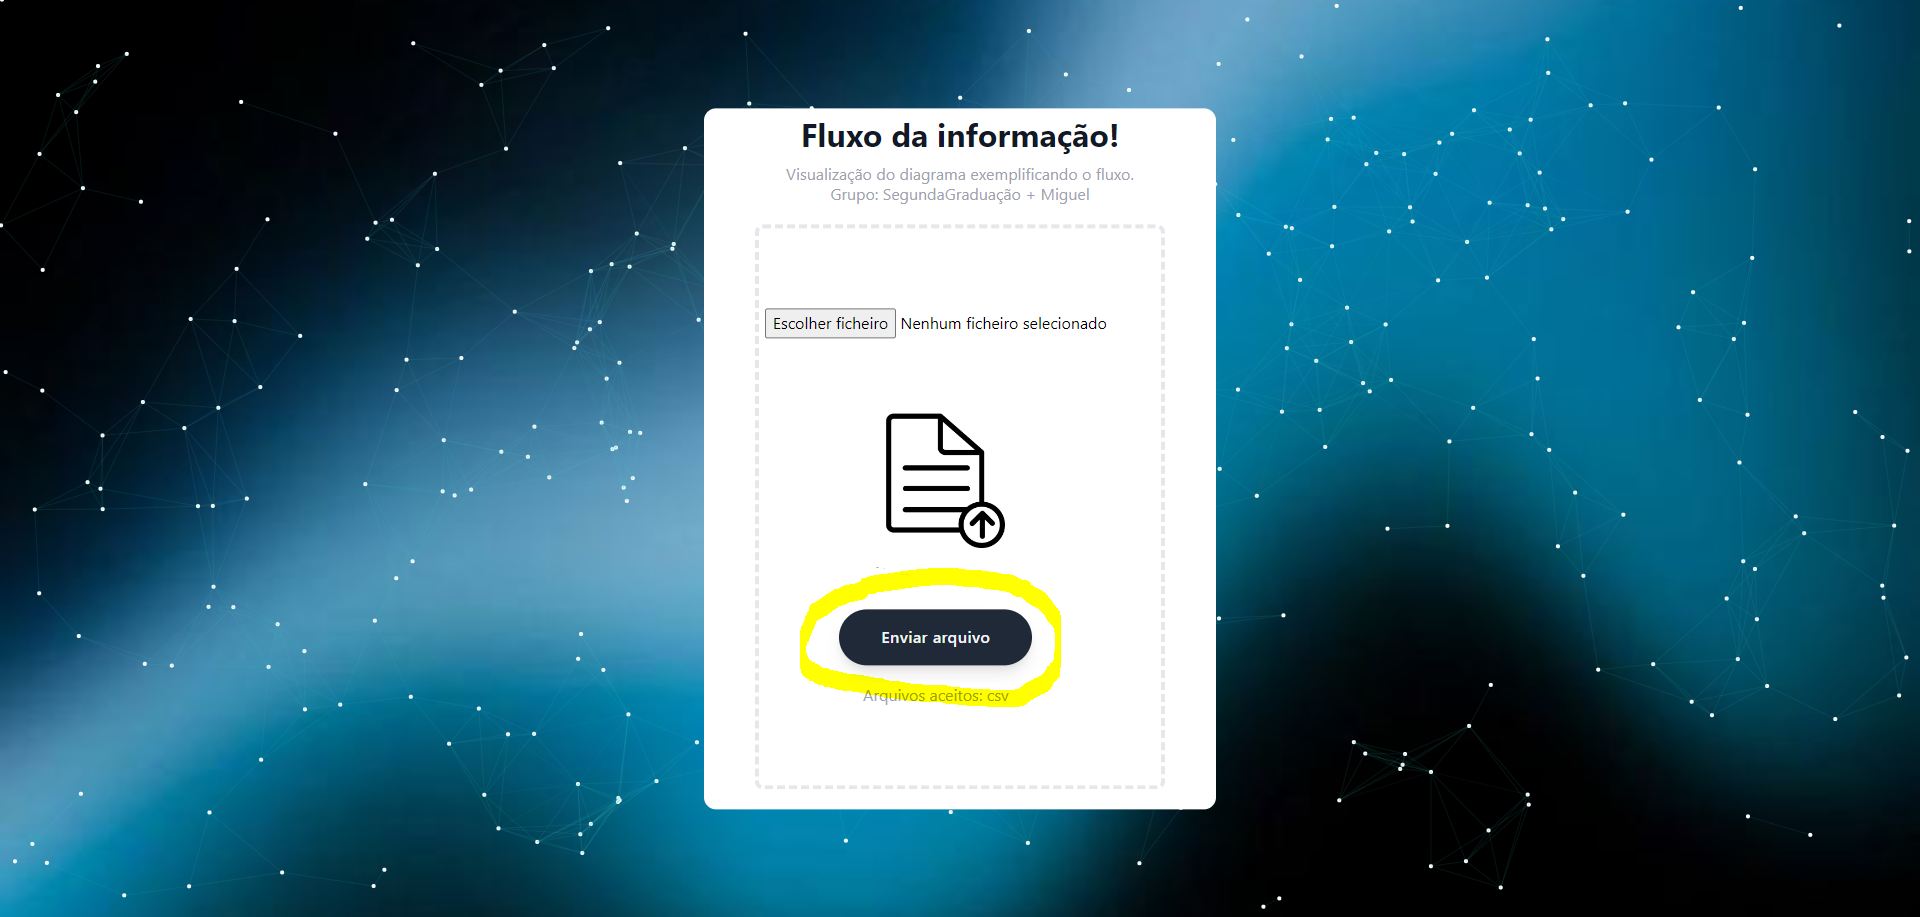 Fluxo da informação!
Visualização do diagrama exemplificando o fluxo.
Grupo: SegundaGraduação + Miguel
Escolher ficheiro Nenhum ficheiro selecionado
Enviar arquivo
Arquivos aceitos: csv